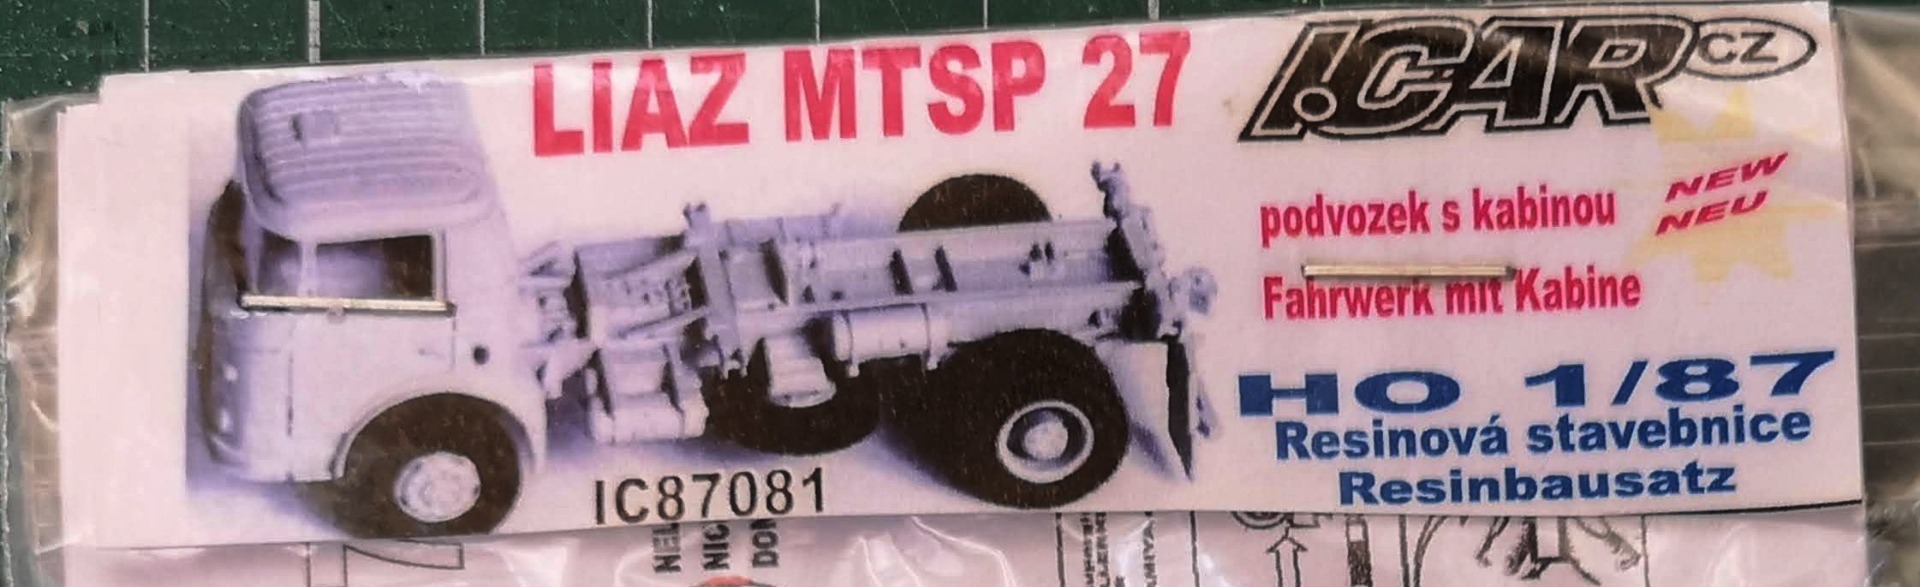 LIAZ MTSP 27
I.CAR CZ
NEW
NEU
podvozek s kabinou
Fahrwerk mit Kabine
HO 1/87
Resinová stavebnice
Resinbausatz
IC87081